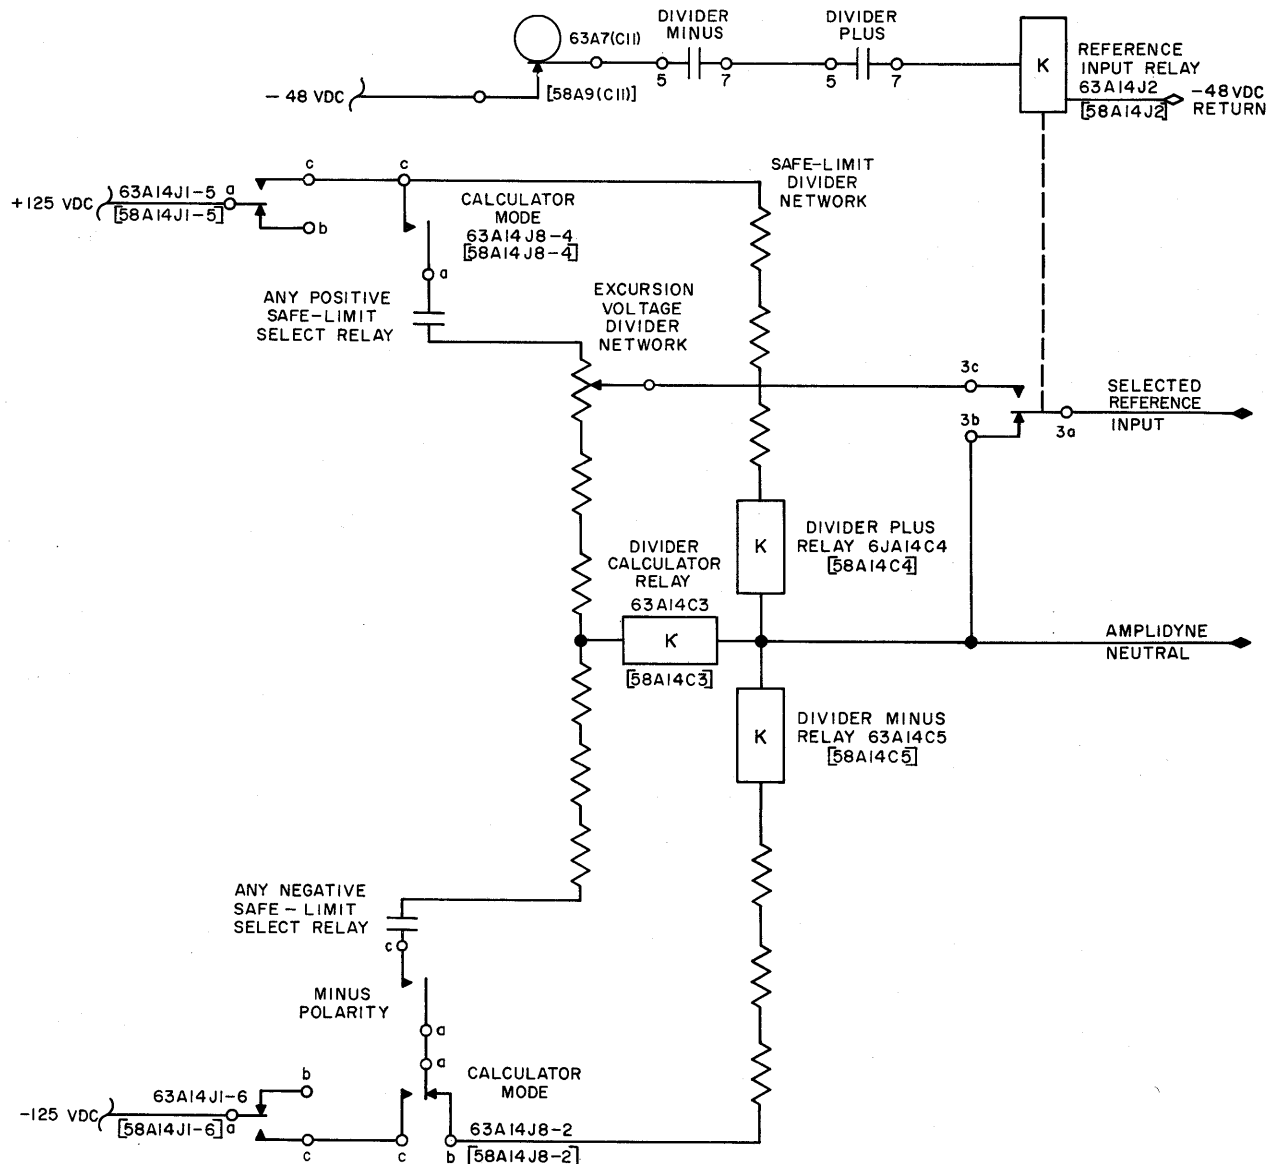 DIVIDER
MINUS
DIVIDER
PLUS
63A7(C11)
5
7
5
7
K
REFERENCE
INPUT RELAY
63A14J2
[58A14J2]
-48VDC
RETURN
- 48 VDC
[58A9(C11)]
c
c
SAFE-LIMIT
DIVIDER
NETWORK
+125 VDC
63A14J1-5
a
[58A14J1-5]
b
CALCULATOR
MODE
63A14J8-4
[58A14J8-4]
a
ANY POSITIVE
SAFE-LIMIT
SELECT RELAY
EXCURSION
VOLTAGE
DIVIDER
NETWORK
3c
3b
3a
SELECTED
REFERENCE
INPUT
K
DIVIDER PLUS
RELAY 6JA14C4
[58A14C4]
DIVIDER
CALCULATOR
RELAY
63A14C3
K
[58A14C3]
AMPLIDYNE
NEUTRAL
K
DIVIDER MINUS
RELAY 63A14C5
[58A14C5]
ANY NEGATIVE
SAFE-LIMIT
SELECT RELAY
c
MINUS
POLARITY
a
a
CALCULATOR
MODE
b
-125 VDC
63A14J1-6
[58A14J1-6]
a
c
c
b
63A14J8-2
[58A14J8-2]